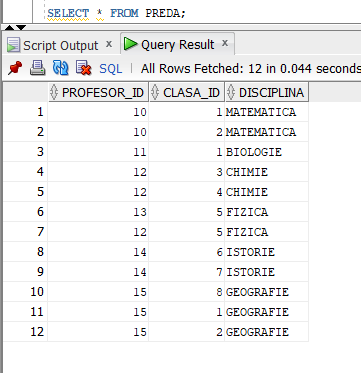 SELECT * FROM PREDA;
Script Output x Query Result x
SQL | All Rows Fetched: 12 in 0.044 seconds
PROFESOR_ID CLASA_ID DISCIPLINA
1 10 1 MATEMATICA
2 10 2 MATEMATICA
3 11 1 BIOLOGIE
4 12 3 CHIMIE
5 12 4 CHIMIE
6 13 5 FIZICA
7 12 5 FIZICA
8 14 6 ISTORIE
9 14 7 ISTORIE
10 15 8 GEOGRAFIE
11 15 1 GEOGRAFIE
12 15 2 GEOGRAFIE